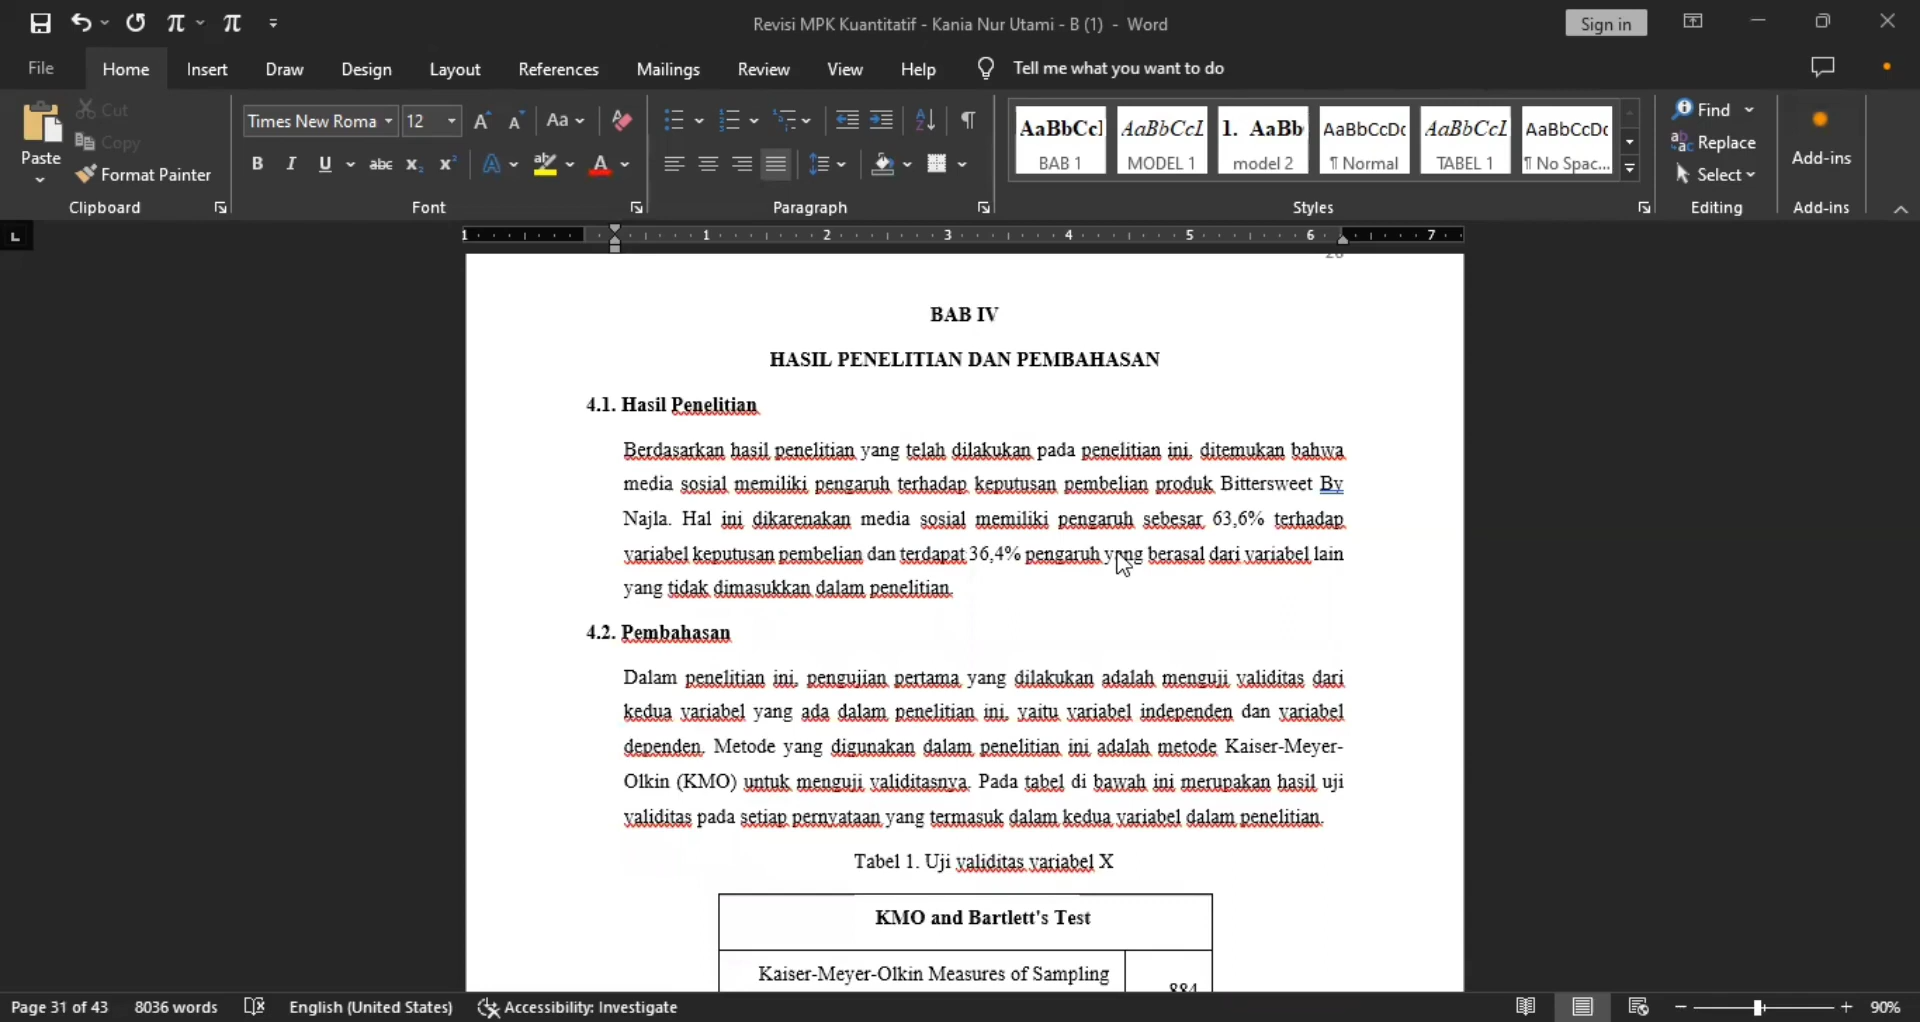 Revisi MPK Kuantitatif - Kania Nur Utami - B (1) - Word
Sign in
File Home Insert Draw Design Layout References Mailings Review View Help Tell me what you want to do
Paste
Cut
Copy
Format Painter
Clipboard
Times New Roma 12
Font
Paragraph
AaBbCcl AaBbCcL 1. AaBb AaBbCcDc AaBbCcL AaBbCcDc
BAB 1 MODEL 1 model 2 ¶ Normal TABEL 1 ¶ No Spac...
Styles
Find
Replace
Select
Editing
Add-ins
Add-ins
1 1 2 3 4 5 6 7
BAB IV
HASIL PENELITIAN DAN PEMBAHASAN
4.1. Hasil Penelitian
Berdasarkan hasil penelitian yang telah dilakukan pada penelitian ini, ditemukan bahwa
media sosial memiliki pengaruh terhadap keputusan pembelian produk Bittersweet By
Najla. Hal ini dikarenakan media sosial memiliki pengaruh sebesar 63,6% terhadap
variabel keputusan pembelian dan terdapat 36,4% pengaruh yang berasal dari variabel lain
yang tidak dimasukkan dalam penelitian.
4.2. Pembahasan
Dalam penelitian ini, pengujian pertama yang dilakukan adalah menguji validitas dari
kedua variabel yang ada dalam penelitian ini, yaitu variabel independen dan variabel
dependen. Metode yang digunakan dalam penelitian ini adalah metode Kaiser-Meyer-
Olkin (KMO) untuk menguji validitasnya. Pada tabel di bawah ini merupakan hasil uji
validitas pada setiap pernyataan yang termasuk dalam kedua variabel dalam penelitian.
Tabel 1. Uji validitas variabel X
KMO and Bartlett's Test
Kaiser-Meyer-Olkin Measures of Sampling
Page 31 of 43 8036 words English (United States) Accessibility: Investigate 90%